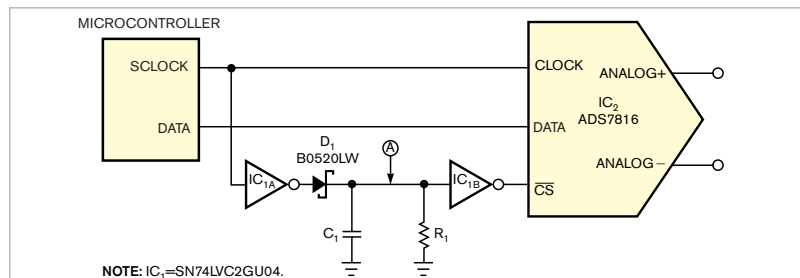 MICROCONTROLLER
SCLOCK
DATA
CLOCK
DATA
CS
ANALOG+
IC2
ADS7816
ANALOG−
D1
B0520LW
A
IC1A
IC1B
C1
R1
NOTE: IC1=SN74LVC2GU04.